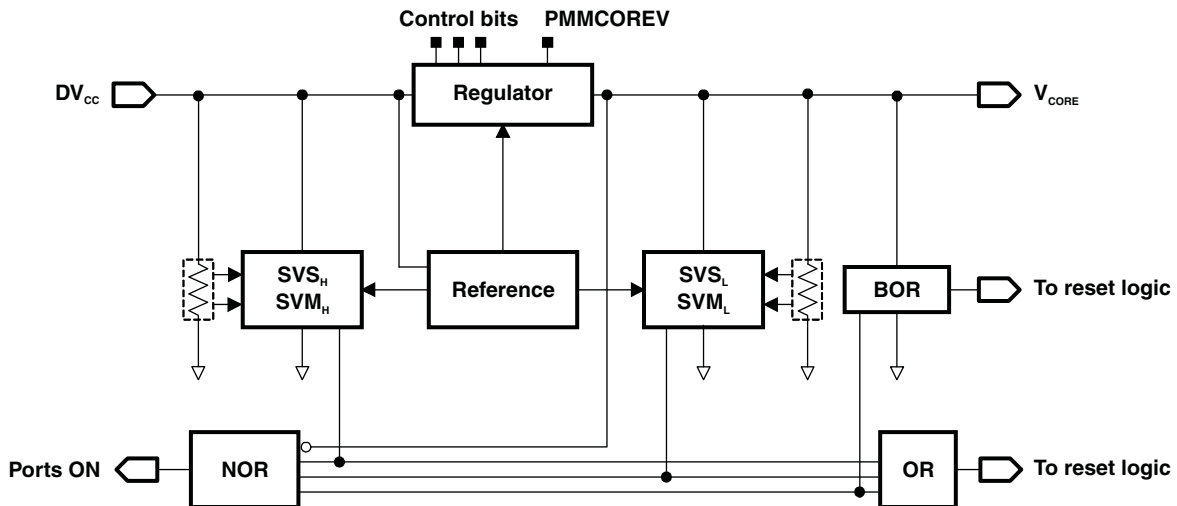 Control bits PMMCOREV
DVCC Regulator VCORE
SVSH
SVMH
Reference
SVSL
SVML
BOR To reset logic
Ports ON NOR OR To reset logic